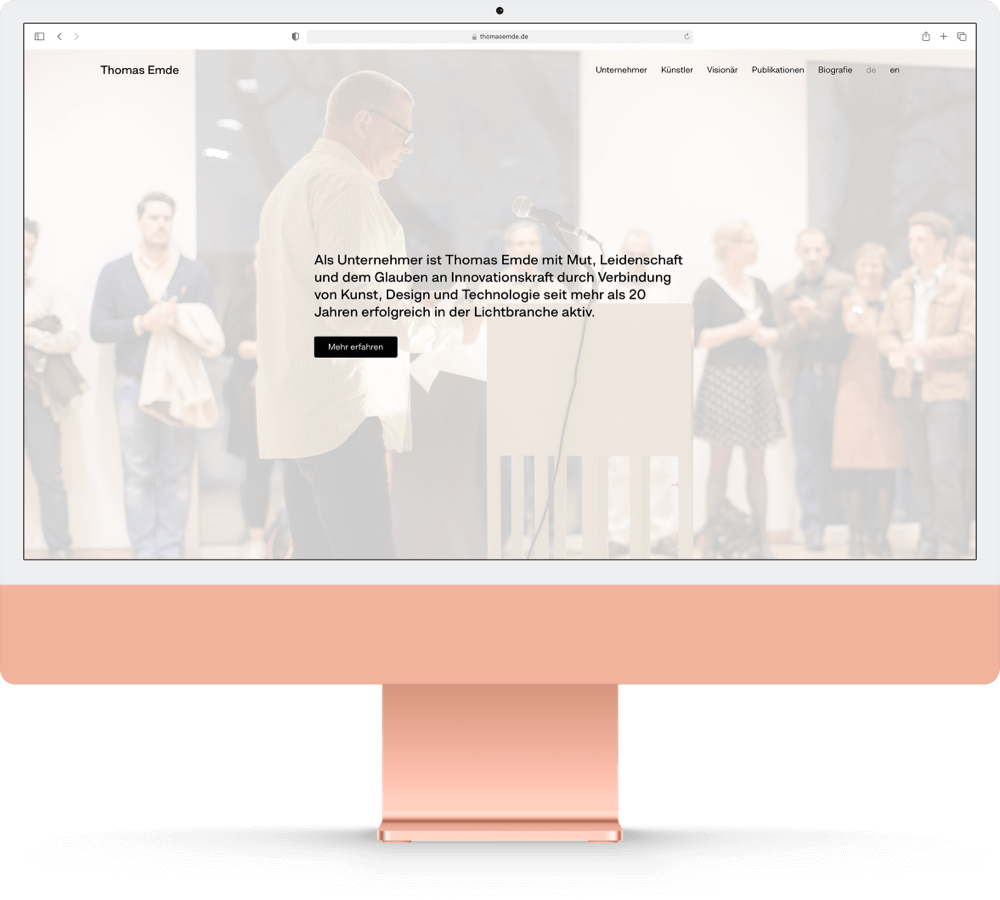 thomasemde.de
Thomas Emde
Unternehmer Künstler Visionär Publikationen Biografie de en
Als Unternehmer ist Thomas Emde mit Mut, Leidenschaft
und dem Glauben an Innovationskraft durch Verbindung
von Kunst, Design und Technologie seit mehr als 20
Jahren erfolgreich in der Lichtbranche aktiv.
Mehr erfahren